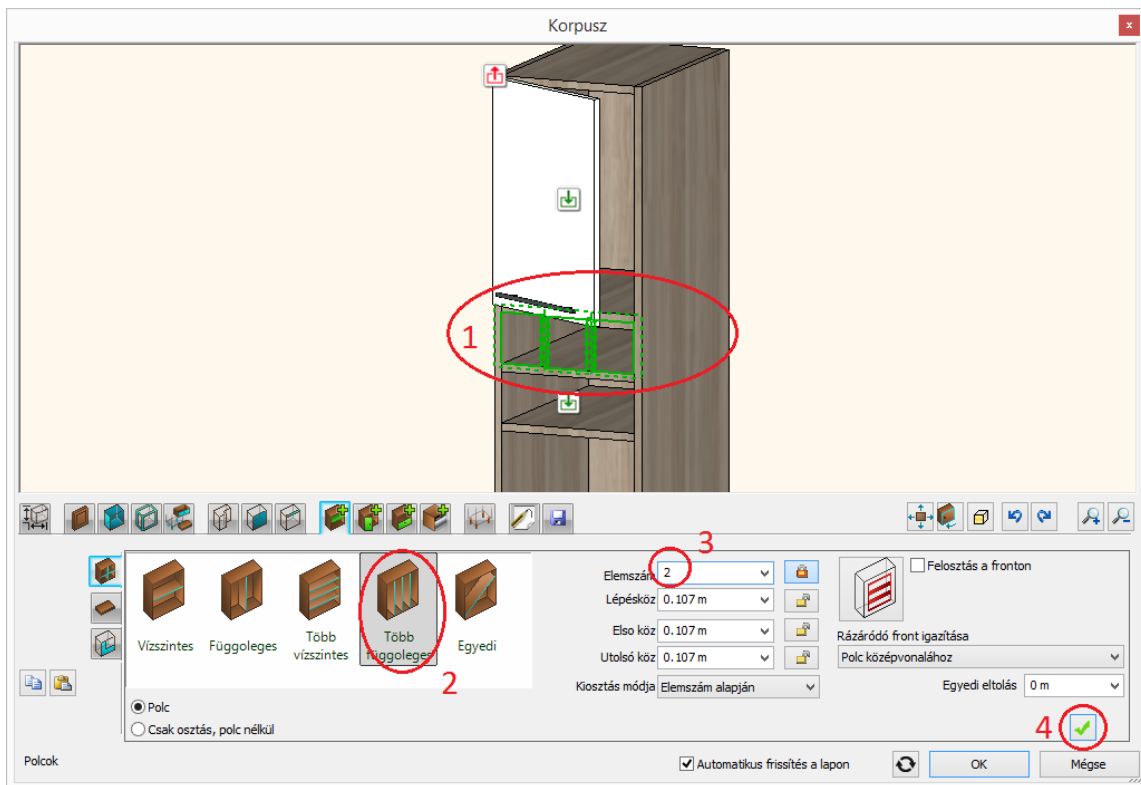 Korpusz
x
1
3
Elemszám 2
Lépésköz 0.107 m
Elso köz 0.107 m
Utolsó köz 0.107 m
Kiosztás módja Elemszám alapján
Felosztás a fronton
Rázáródó front igazítása
Polc középvonalához
Egyedi eltolás 0 m
Vízszintes
Függoleges
Több
vízszintes
Több
függoleges
Egyedi
2
Polc
Csak osztás, polc nélkül
4
Polcok
Automatikus frissítés a lapon
OK
Mégse